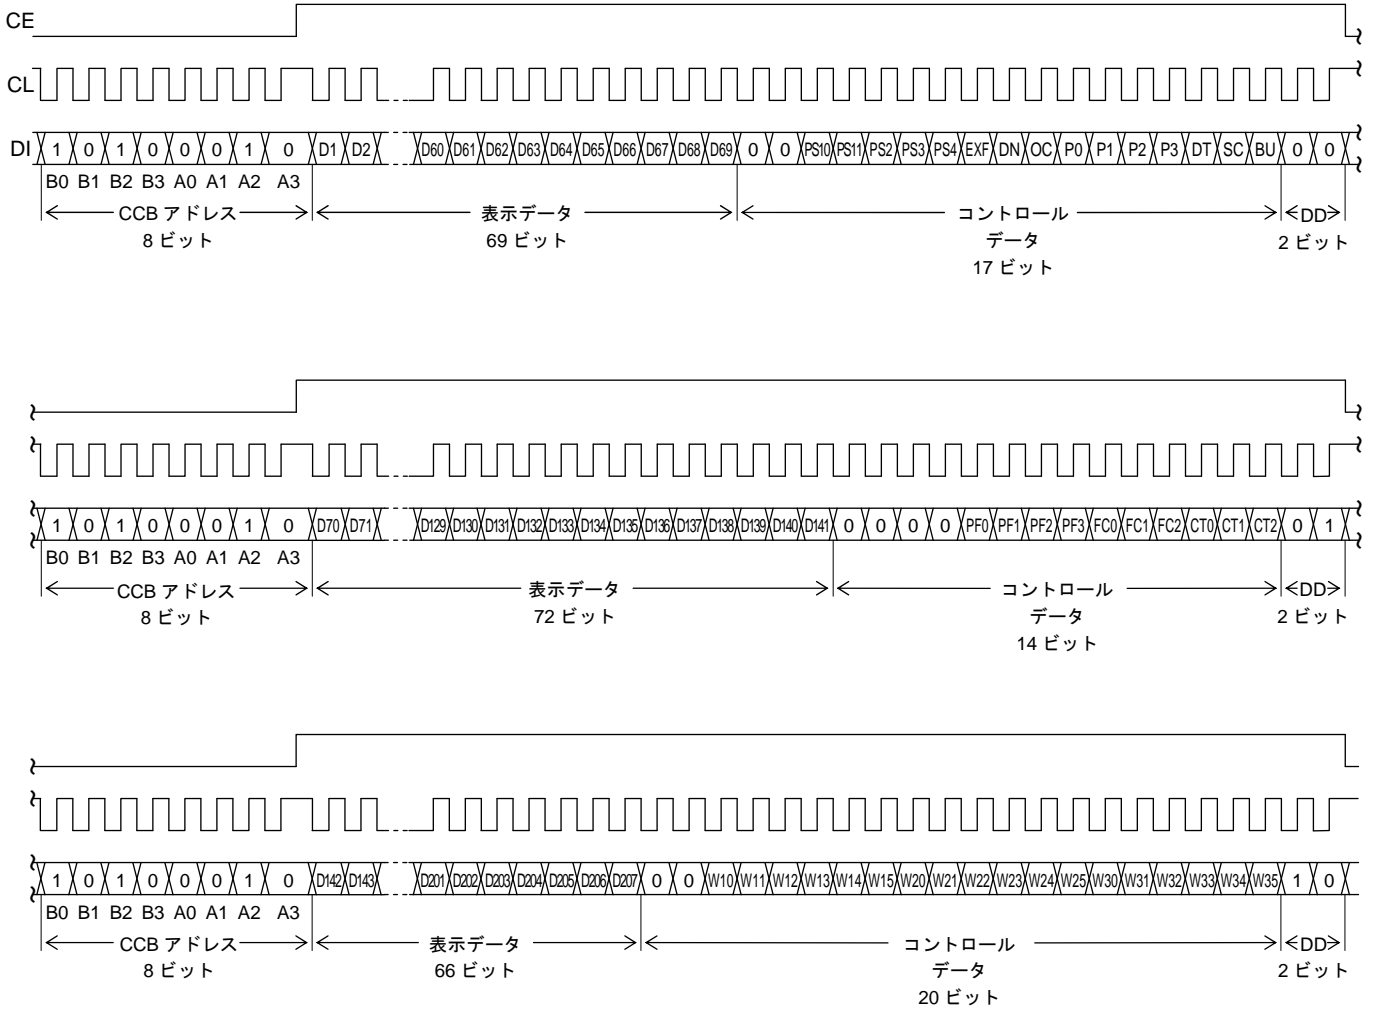 CE
CL
DI 1 0 1 0 0 0 1 0 D1 D2 D60 D61 D62 D63 D64 D65 D66 D67 D68 D69 0 0 PS10 PS11 PS2 PS3 PS4 EXF DN OC P0 P1 P2 P3 DT SC BU 0 0
B0 B1 B2 B3 A0 A1 A2 A3
CCB アドレス 表示データ コントロール DD
8 ビット 69 ビット データ 2 ビット
17 ビット
1 0 1 0 0 0 1 0 D70 D71 D129 D130 D131 D132 D133 D134 D135 D136 D137 D138 D139 D140 D141 0 0 0 0 PF0 PF1 PF2 PF3 FC0 FC1 FC2 CT0 CT1 CT2 0 1
B0 B1 B2 B3 A0 A1 A2 A3
CCB アドレス 表示データ コントロール DD
8 ビット 72 ビット データ 2 ビット
14 ビット
1 0 1 0 0 0 1 0 D142 D143 D201 D202 D203 D204 D205 D206 D207 0 0 W10 W11 W12 W13 W14 W15 W20 W21 W22 W23 W24 W25 W30 W31 W32 W33 W34 W35 1 0
B0 B1 B2 B3 A0 A1 A2 A3
CCB アドレス 表示データ コントロール DD
8 ビット 66 ビット データ 2 ビット
20 ビット